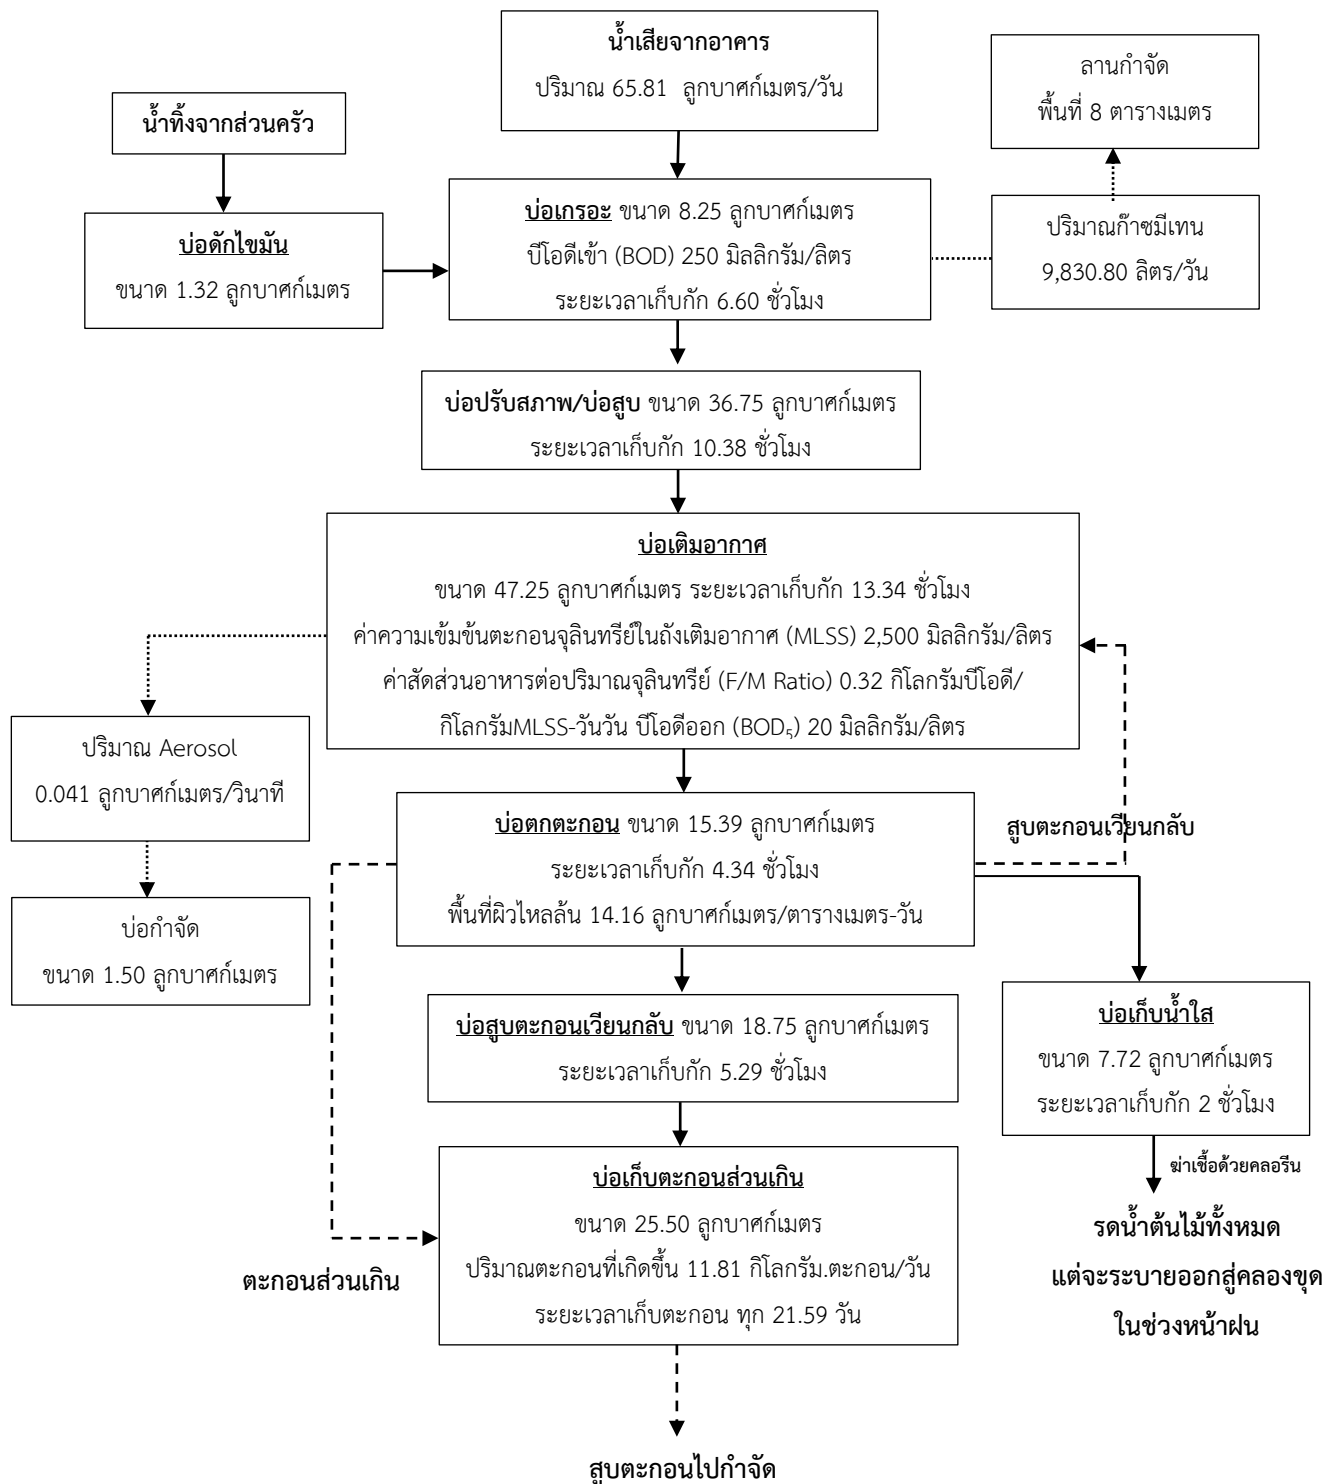 น้ำเสียจากอาคาร
ปริมาณ 65.81 ลูกบาศก์เมตร/วัน
ลานกำจัด
พื้นที่ 8 ตารางเมตร
น้ำทิ้งจากส่วนครัว
บ่อเกรอะ ขนาด 8.25 ลูกบาศก์เมตร
บีโอดีเข้า (BOD) 250 มิลลิกรัม/ลิตร
ระยะเวลาเก็บกัก 6.60 ชั่วโมง
ปริมาณก๊าซมีเทน
9,830.80 ลิตร/วัน
บ่อดักไขมัน
ขนาด 1.32 ลูกบาศก์เมตร
บ่อปรับสภาพ/บ่อสูบ ขนาด 36.75 ลูกบาศก์เมตร
ระยะเวลาเก็บกัก 10.38 ชั่วโมง
บ่อเติมอากาศ
ขนาด 47.25 ลูกบาศก์เมตร ระยะเวลาเก็บกัก 13.34 ชั่วโมง
ค่าความเข้มข้นตะกอนจุลินทรีย์ในถังเติมอากาศ (MLSS) 2,500 มิลลิกรัม/ลิตร
ค่าสัดส่วนอาหารต่อปริมาณจุลินทรีย์ (F/M Ratio) 0.32 กิโลกรัมบีโอดี/
กิโลกรัมMLSS-วันวัน บีโอดีออก (BOD₅) 20 มิลลิกรัม/ลิตร
ปริมาณ Aerosol
0.041 ลูกบาศก์เมตร/วินาที
บ่อตกตะกอน ขนาด 15.39 ลูกบาศก์เมตร
ระยะเวลาเก็บกัก 4.34 ชั่วโมง
พื้นที่ผิวไหลล้น 14.16 ลูกบาศก์เมตร/ตารางเมตร-วัน
สูบตะกอนเวียนกลับ
บ่อกำจัด
ขนาด 1.50 ลูกบาศก์เมตร
บ่อสูบตะกอนเวียนกลับ ขนาด 18.75 ลูกบาศก์เมตร
ระยะเวลาเก็บกัก 5.29 ชั่วโมง
บ่อเก็บน้ำใส
ขนาด 7.72 ลูกบาศก์เมตร
ระยะเวลาเก็บกัก 2 ชั่วโมง
ฆ่าเชื้อด้วยคลอรีน
รดน้ำต้นไม้ทั้งหมด
แต่จะระบายออกสู่คลองขุด
ในช่วงหน้าฝน
บ่อเก็บตะกอนส่วนเกิน
ขนาด 25.50 ลูกบาศก์เมตร
ปริมาณตะกอนที่เกิดขึ้น 11.81 กิโลกรัม.ตะกอน/วัน
ระยะเวลาเก็บตะกอน ทุก 21.59 วัน
ตะกอนส่วนเกิน
สูบตะกอนไปกำจัด